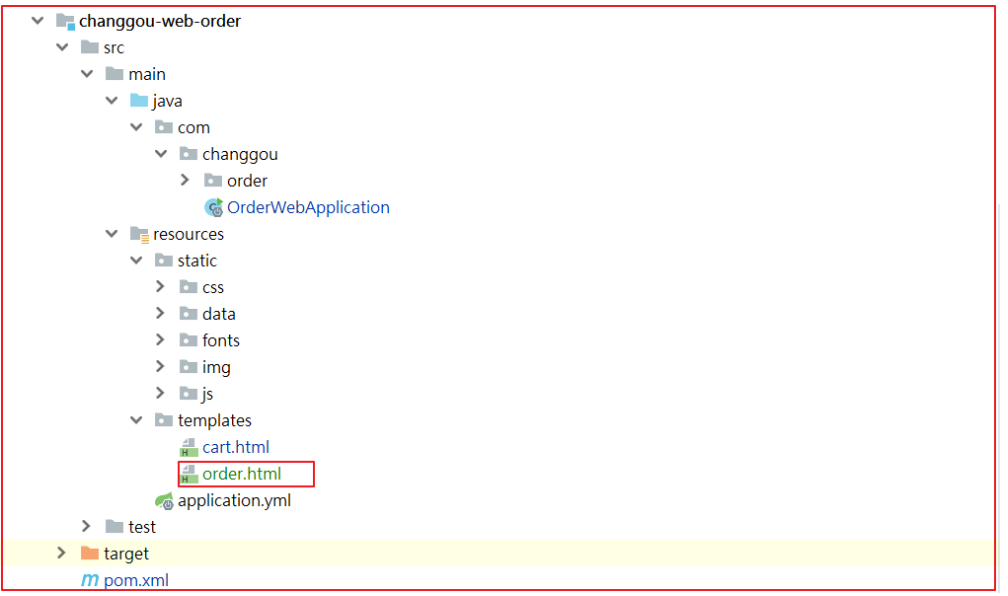 changgou-web-order
src
main
java
com
changgou
order
OrderWebApplication
resources
static
css
data
fonts
img
js
templates
cart.html
order.html
application.yml
test
target
pom.xml